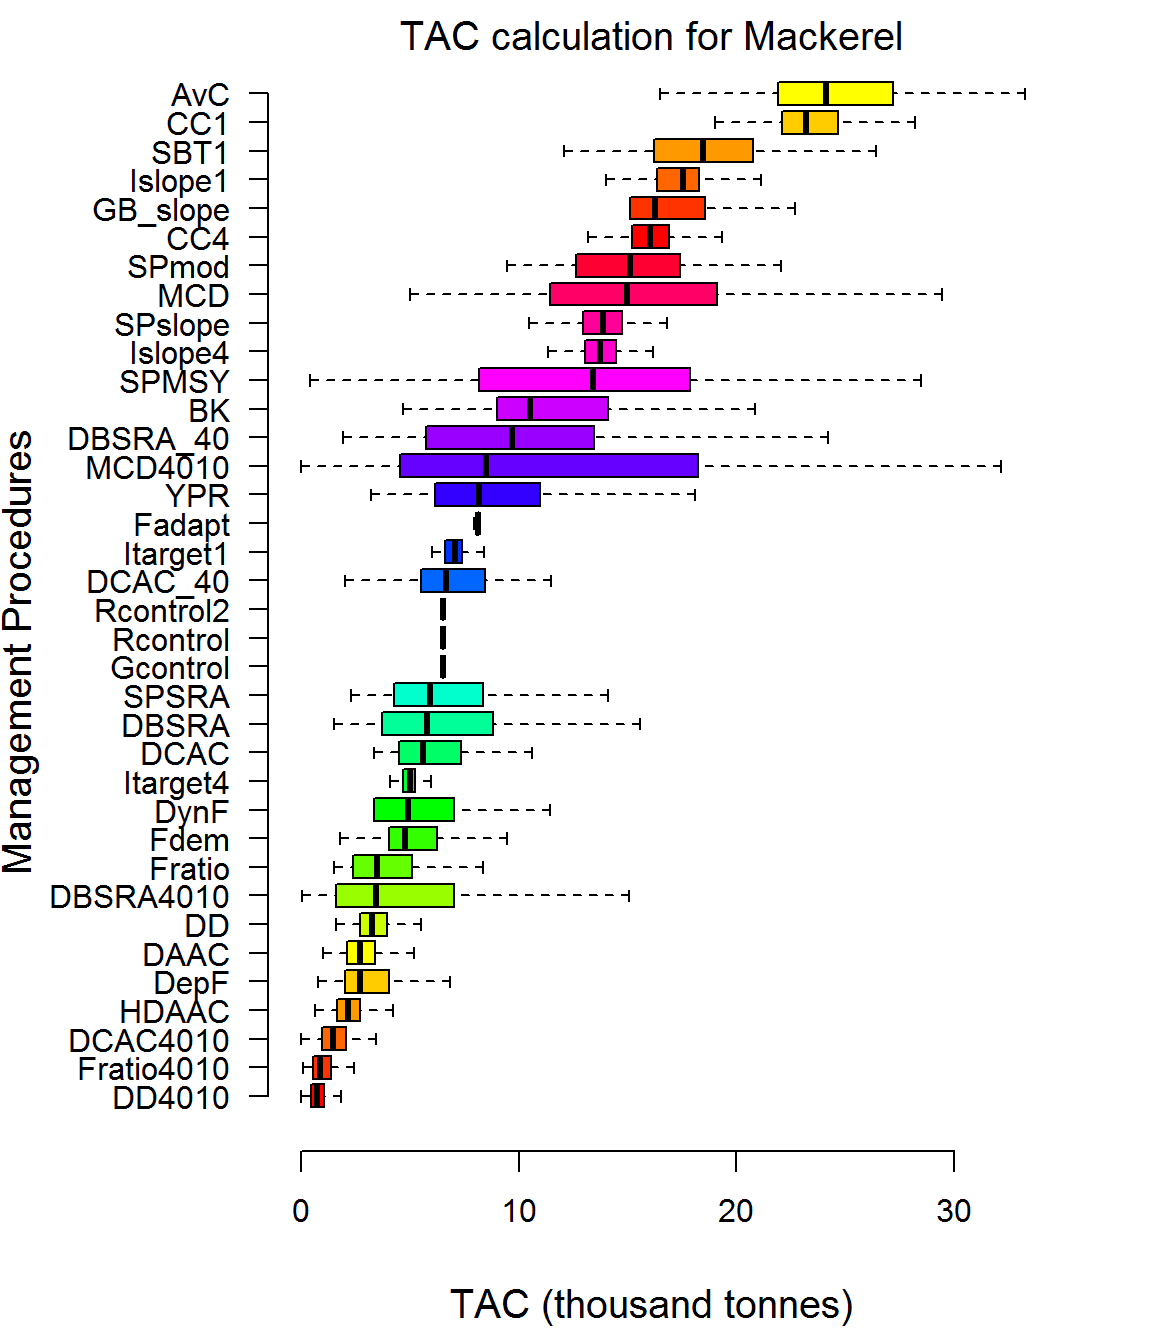 TAC calculation for Mackerel
AvC
CC1
SBT1
Islope1
GB_slope
CC4
SPmod
MCD
SPslope
Islope4
SPMSY
BK
DBSRA_40
MCD4010
YPR
Fadapt
Itarget1
DCAC_40
Rcontrol2
Rcontrol
Gcontrol
SPSRA
DBSRA
DCAC
Itarget4
DynF
Fdem
Fratio
DBSRA4010
DD
DAAC
DepF
HDAAC
DCAC4010
Fratio4010
DD4010
Management Procedures
0 10 20 30
TAC (thousand tonnes)